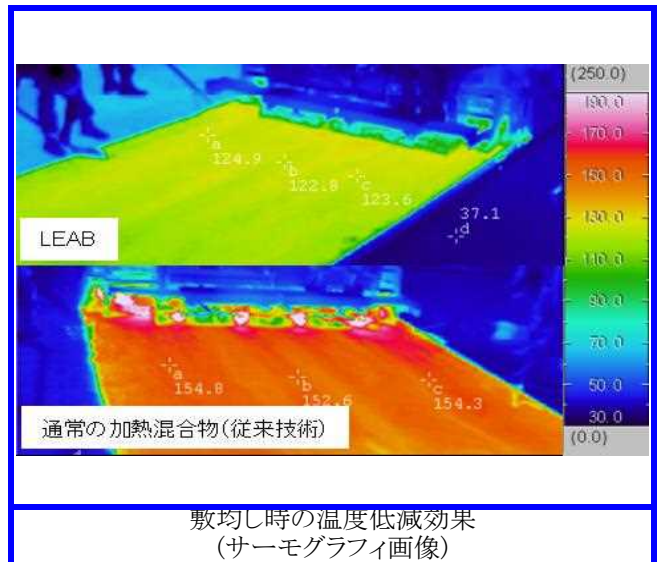 (250.0)
190.0
170.0
150.0
130.0
110.0
90.0
70.0
50.0
30.0
(0.0)
a
124.9
b
122.8
c
123.6
37.1
d
LEAB
a
154.8
b
152.6
c
154.3
通常の加熱混合物(従来技術)
敷均し時の温度低減効果
(サーモグラフィ画像)